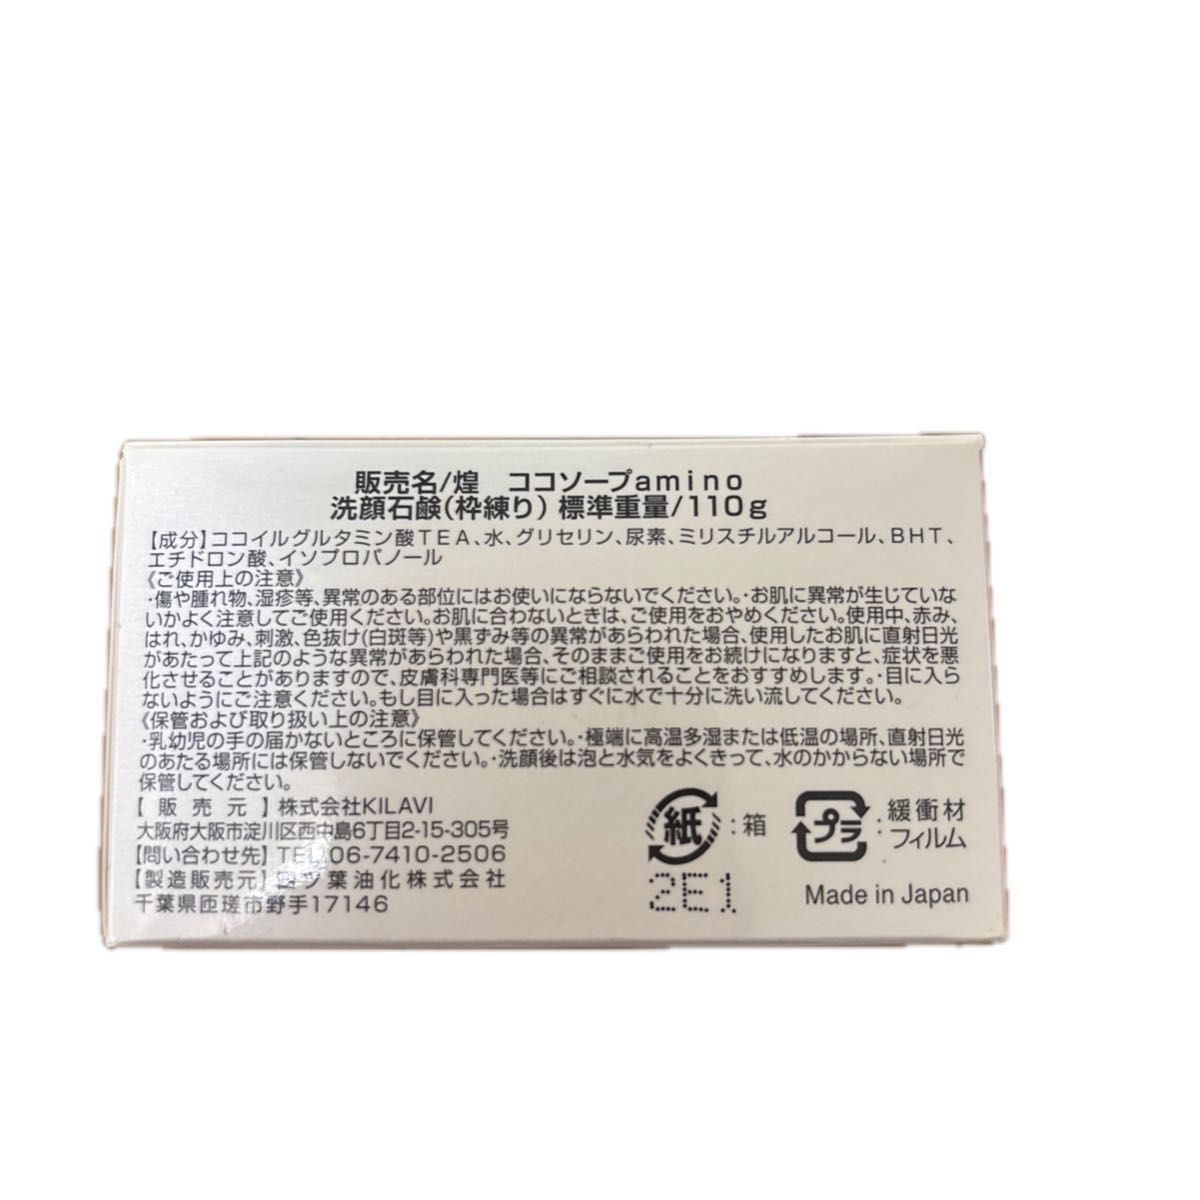 販売名/煌　ココソープamino
洗顔石鹸(枠練り) 標準重量/110g
【成分】ココイルグルタミン酸TEA、水、グリセリン、尿素、ミリスチルアルコール、BHT、
エチドロン酸、イソプロパノール
《ご使用上の注意》
・傷や腫れ物、湿疹等、異常のある部位にはお使いにならないでください。・お肌に異常が生じていな
いかよく注意してご使用ください。お肌に合わないときは、ご使用をおやめください。使用中、赤み、
はれ、かゆみ、刺激、色抜け(白斑等)や黒ずみ等の異常があらわれた場合、使用したお肌に直射日光
があたって上記のような異常があらわれた場合、そのままご使用をお続けになりますと、症状を悪
化させることがありますので、皮膚科専門医等にご相談されることをおすすめします。・目に入ら
ないようにご注意ください。もし目に入った場合はすぐに水で十分に洗い流してください。
《保管および取り扱い上の注意》
・乳幼児の手の届かないところに保管してください。・極端に高温多湿または低温の場所、直射日光
のあたる場所には保管しないでください。・洗顔後は泡と水気をよくきって、水のかからない場所で
保管してください。
【販売元】株式会社KILAVI
大阪府大阪市淀川区西中島6丁目2-15-305号
【問い合わせ先】TEL 06-7410-2506
【製造販売元】四ツ葉油化株式会社
千葉県匝瑳市野手17146
紙:箱
プラ:緩衝材
フィルム
2E1
Made in Japan